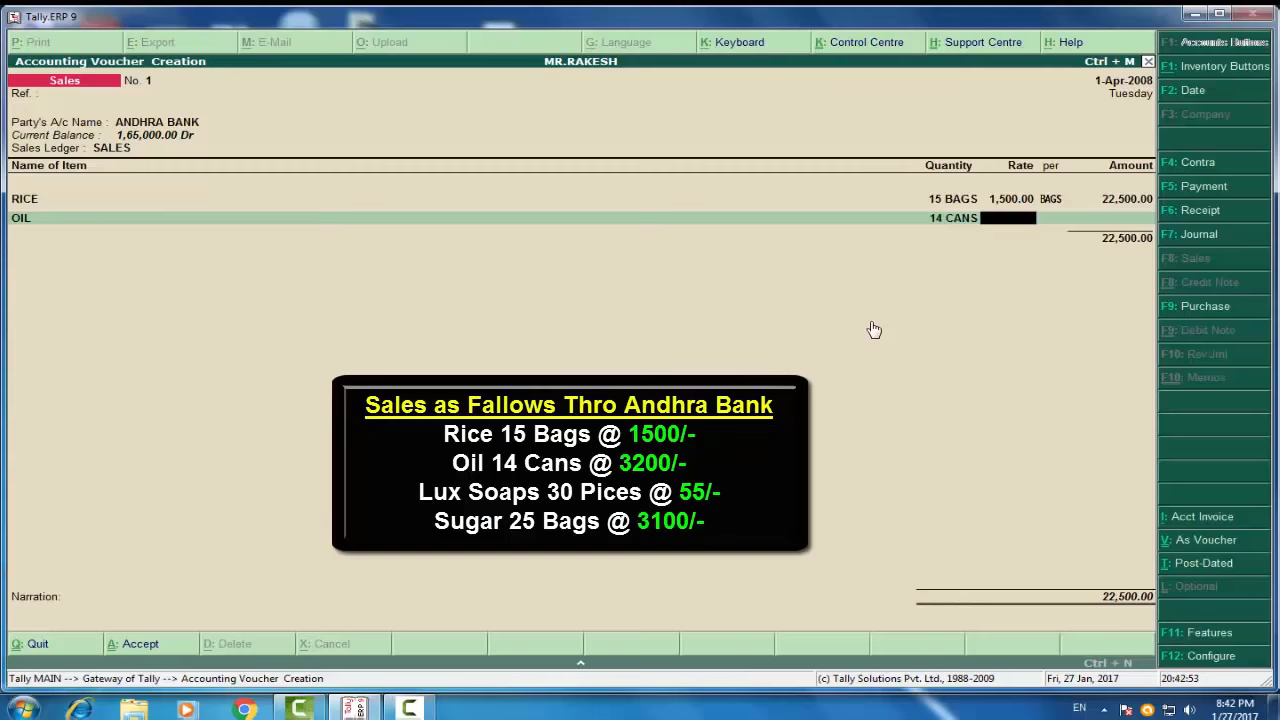 Tally.ERP 9
P: Print E: Export M: E-Mail O: Upload G: Language K: Keyboard K: Control Centre H: Support Centre H: Help
Accounting Voucher Creation MR.RAKESH Ctrl + M
Sales No. 1 1-Apr-2008
Ref. : Tuesday
Party's A/c Name : ANDHRA BANK
Current Balance : 1,65,000.00 Dr
Sales Ledger : SALES
Name of Item Quantity Rate per Amount
RICE 15 BAGS 1,500.00 BAGS 22,500.00
OIL 14 CANS
22,500.00
Sales as Fallows Thro Andhra Bank
Rice 15 Bags @ 1500/-
Oil 14 Cans @ 3200/-
Lux Soaps 30 Pices @ 55/-
Sugar 25 Bags @ 3100/-
Narration: 22,500.00
F1: Accounts Buttons
F1: Inventory Buttons
F2: Date
F3: Company
F4: Contra
F5: Payment
F6: Receipt
F7: Journal
F8: Sales
F8: Credit Note
F9: Purchase
F9: Debit Note
F10: Rev Jrnl
F10: Memos
I: Acct Invoice
V: As Voucher
T: Post-Dated
L: Optional
F11: Features
F12: Configure
Q: Quit A: Accept D: Delete X: Cancel
Ctrl + N
Tally MAIN --> Gateway of Tally --> Accounting Voucher Creation (c) Tally Solutions Pvt. Ltd., 1988-2009 Fri, 27 Jan, 2017 20:42:53
EN 8:42 PM
1/27/2017